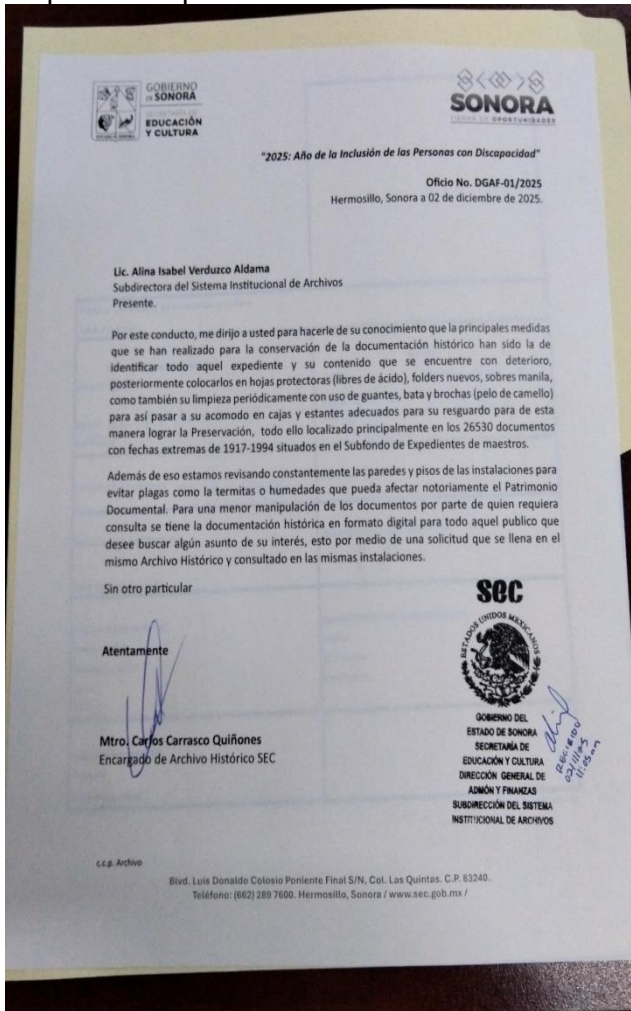 GOBIERNO
DE SONORA
EDUCACIÓN
Y CULTURA
SONORA
TIERRA DE OPORTUNIDADES
"2025: Año de la Inclusión de las Personas con Discapacidad"
Oficio No. DGAF-01/2025
Hermosillo, Sonora a 02 de diciembre de 2025.
Lic. Alina Isabel Verduzco Aldama
Subdirectora del Sistema Institucional de Archivos
Presente.
Por este conducto, me dirijo a usted para hacerle de su conocimiento que la principales medidas
que se han realizado para la conservación de la documentación histórico han sido la de
identificar todo aquel expediente y su contenido que se encuentre con deterioro,
posteriormente colocarlos en hojas protectoras (libres de ácido), folders nuevos, sobres manila,
como también su limpieza periódicamente con uso de guantes, bata y brochas (pelo de camello)
para así pasar a su acomodo en cajas y estantes adecuados para su resguardo para de esta
manera lograr la Preservación, todo ello localizado principalmente en los 26530 documentos
con fechas extremas de 1917-1994 situados en el Subfondo de Expedientes de maestros.
Además de eso estamos revisando constantemente las paredes y pisos de las instalaciones para
evitar plagas como la termitas o humedades que pueda afectar notoriamente el Patrimonio
Documental. Para una menor manipulación de los documentos por parte de quien requiera
consulta se tiene la documentación histórica en formato digital para todo aquel publico que
desee buscar algún asunto de su interés, esto por medio de una solicitud que se llena en el
mismo Archivo Histórico y consultado en las mismas instalaciones.
Sin otro particular
Atentamente
Mtro. Carlos Carrasco Quiñones
Encargado de Archivo Histórico SEC
sec
ESTADOS UNIDOS MEXICANOS
GOBIERNO DEL
ESTADO DE SONORA
SECRETARÍA DE
EDUCACIÓN Y CULTURA
DIRECCIÓN GENERAL DE
ADMÓN Y FINANZAS
SUBDIRECCIÓN DEL SISTEMA
INSTITUCIONAL DE ARCHIVOS
RECIBIDO
11:05 am
c.c.p. Archivo
Blvd. Luis Donaldo Colosio Poniente Final S/N, Col. Las Quintas. C.P. 83240.
Teléfono: (662) 289 7600. Hermosillo, Sonora / www.sec.gob.mx /